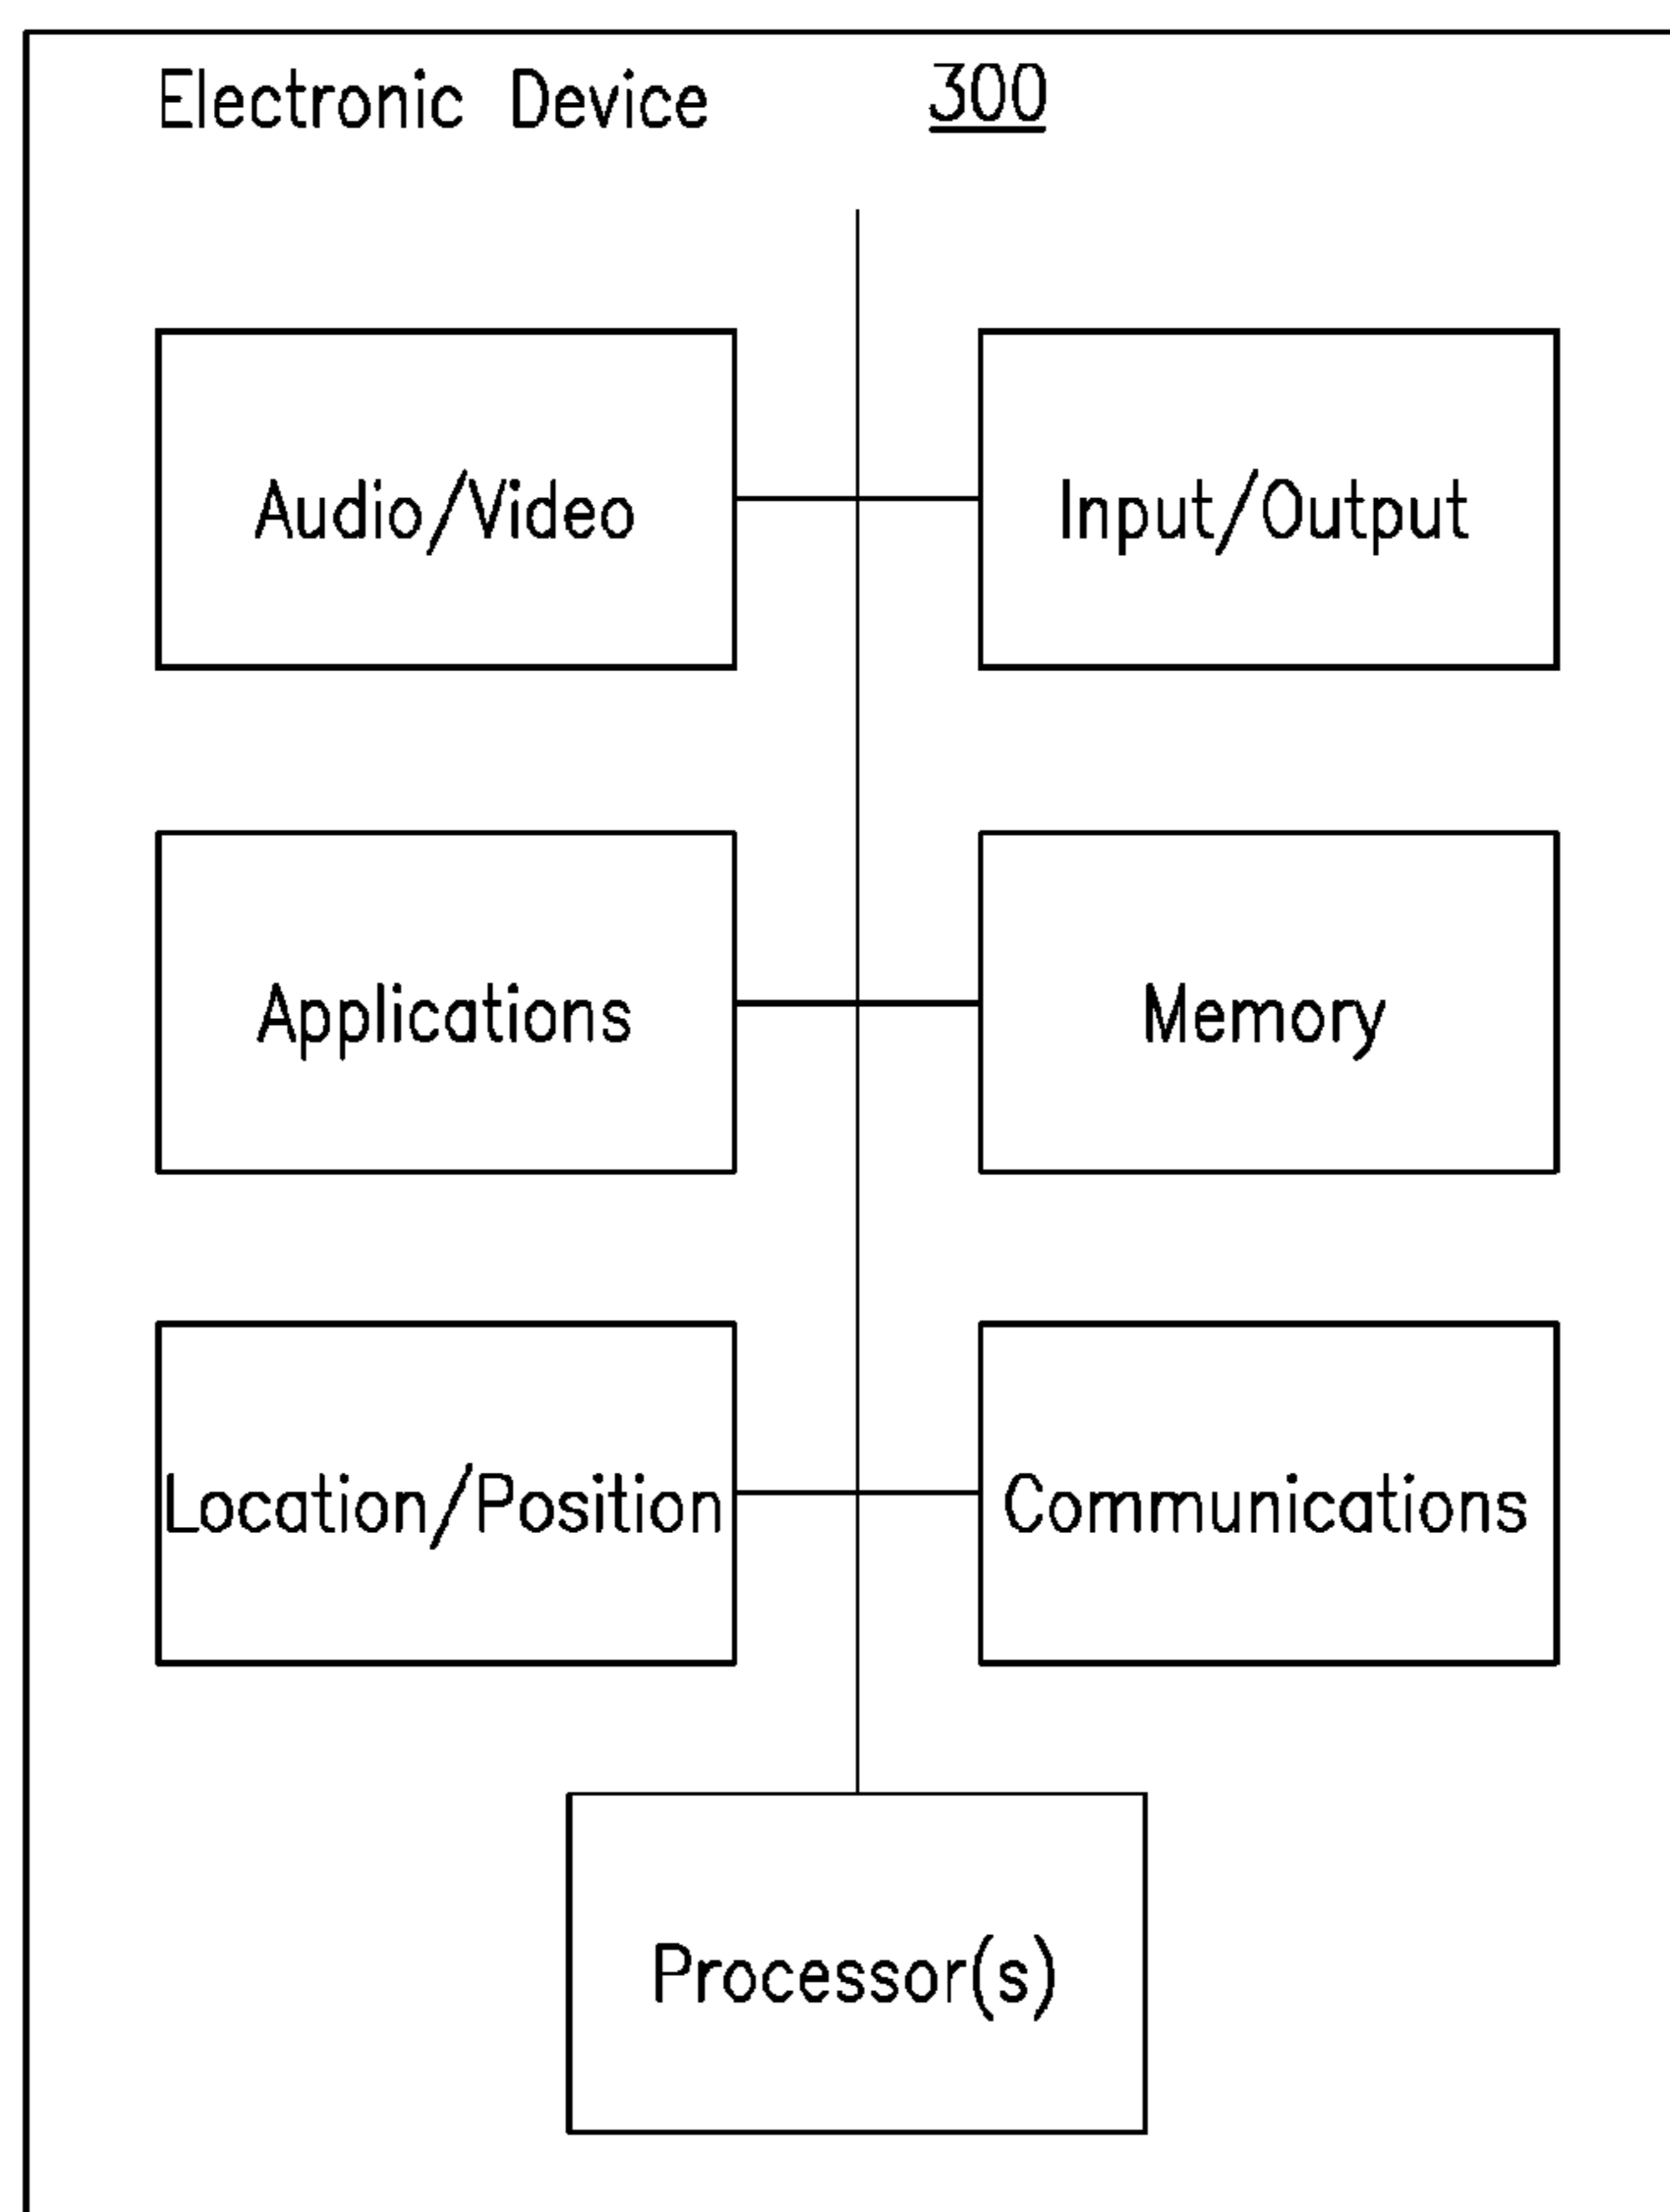 Electronic Device 300
Audio/Video
Input/Output
Applications
Memory
Location/Position
Communications
Processor(s)